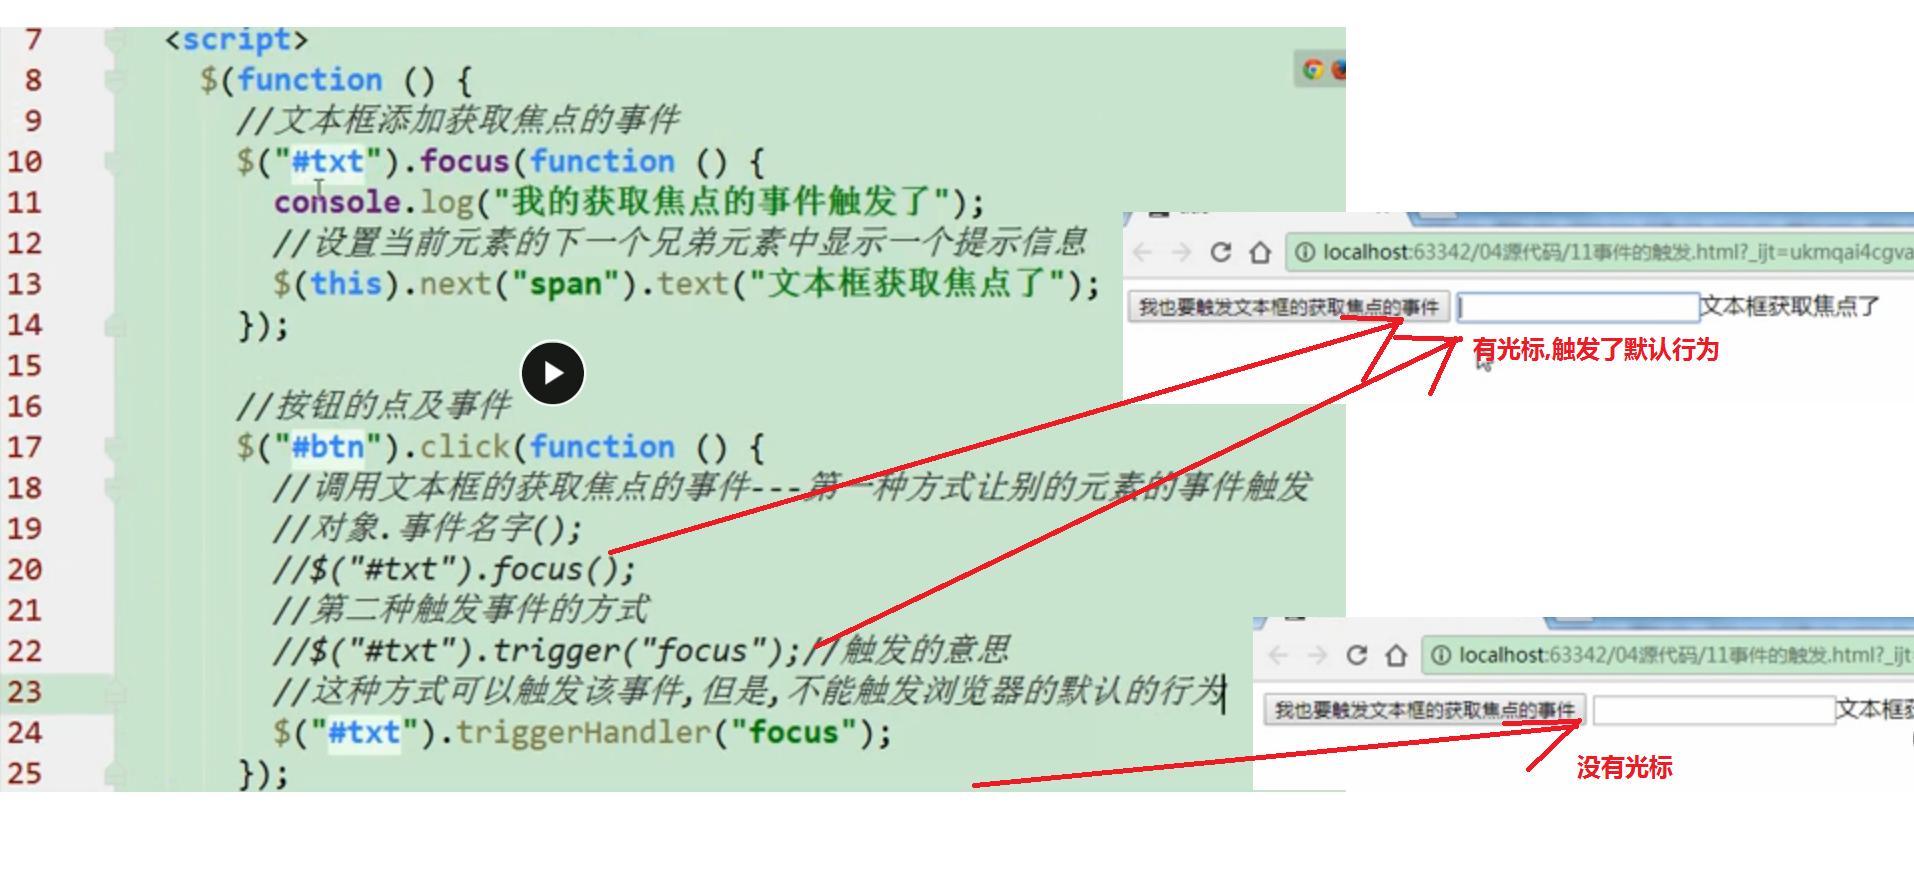 7 <script>
8 $(function () {
9 //文本框添加获取焦点的事件
10 $("#txt").focus(function () {
11 console.log("我的获取焦点的事件触发了");
12 //设置当前元素的下一个兄弟元素中显示一个提示信息
13 $(this).next("span").text("文本框获取焦点了");
14 });
15
16 //按钮的点及事件
17 $("#btn").click(function () {
18 //调用文本框的获取焦点的事件---第一种方式让别的元素的事件触发
19 //对象.事件名字();
20 //$("#txt").focus();
21 //第二种触发事件的方式
22 //$("#txt").trigger("focus");//触发的意思
23 //这种方式可以触发该事件,但是,不能触发浏览器的默认的行为
24 $("#txt").triggerHandler("focus");
25 });
localhost:63342/04源代码/11事件的触发.html?_ijt=ukmqai4cgva
我也要触发文本框的获取焦点的事件 文本框获取焦点了
有光标,触发了默认行为
localhost:63342/04源代码/11事件的触发.html?_ijt
我也要触发文本框的获取焦点的事件 文本框获
没有光标